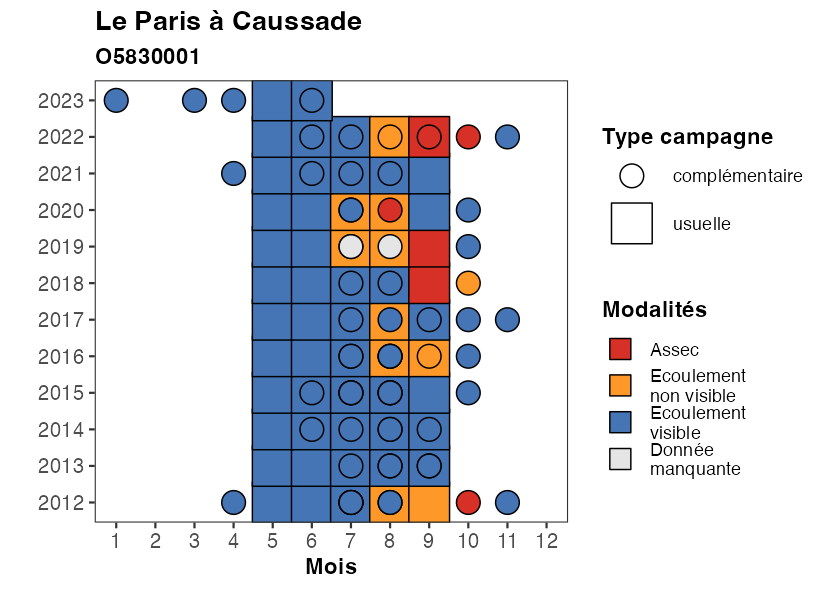 Le Paris à Caussade
O5830001
2023
2022
2021
2020
2019
2018
2017
2016
2015
2014
2013
2012
1 2 3 4 5 6 7 8 9 10 11 12
Mois
Type campagne
complémentaire
usuelle
Modalités
Assec
Ecoulement
non visible
Ecoulement
visible
Donnée
manquante